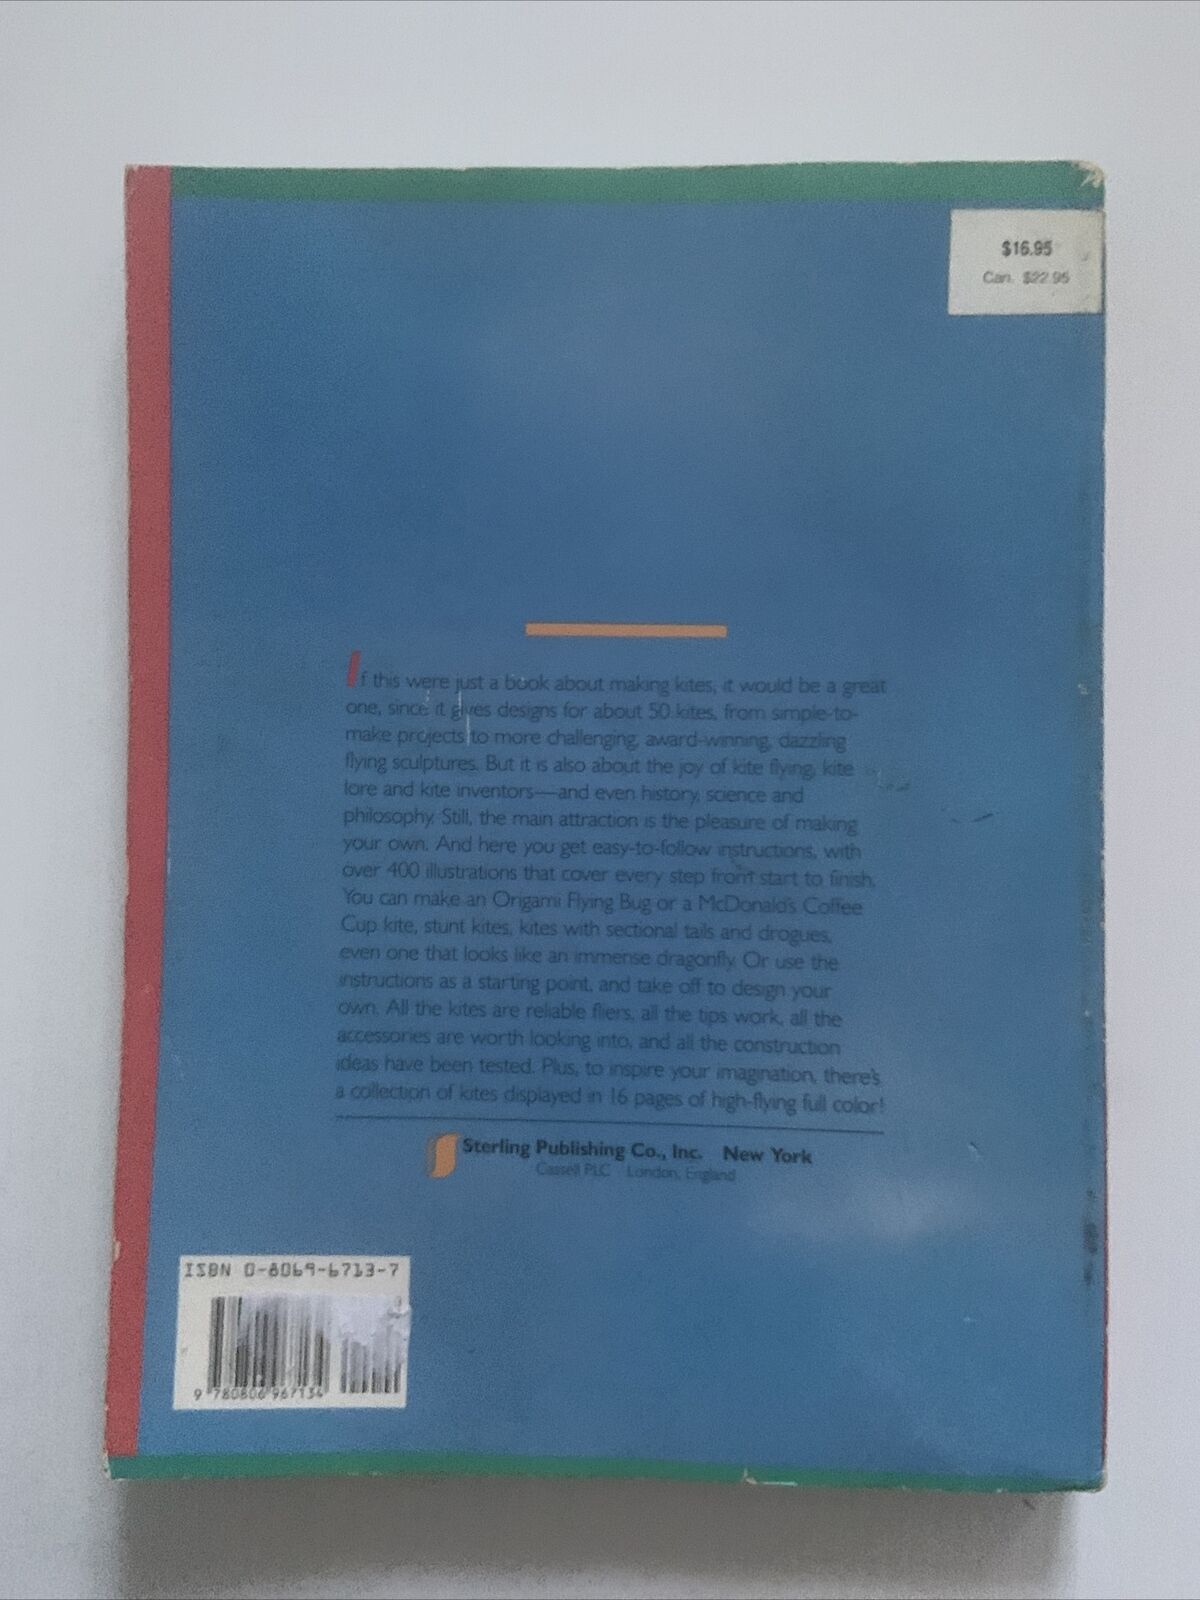 $16.95
Can. $22.95
If this were just a book about making kites, it would be a great
one, since it gives designs for about 50 kites, from simple-to-
make projects to more challenging, award-winning, dazzling
flying sculptures. But it is also about the joy of kite flying, kite
lore and kite inventors—and even history, science and
philosophy. Still, the main attraction is the pleasure of making
your own. And here you get easy-to-follow instructions, with
over 400 illustrations that cover every step from start to finish.
You can make an Origami Flying Bug or a McDonald's Coffee
Cup kite, stunt kites, kites with sectional tails and drogues,
even one that looks like an immense dragonfly. Or use the
instructions as a starting point, and take off to design your
own. All the kites are reliable fliers, all the tips work, all the
accessories are worth looking into, and all the construction
ideas have been tested. Plus, to inspire your imagination, there's
a collection of kites displayed in 16 pages of high-flying full color!
Sterling Publishing Co., Inc. New York
Cassell PLC London, England
ISBN 0-8069-6713-7
9 780806 967134